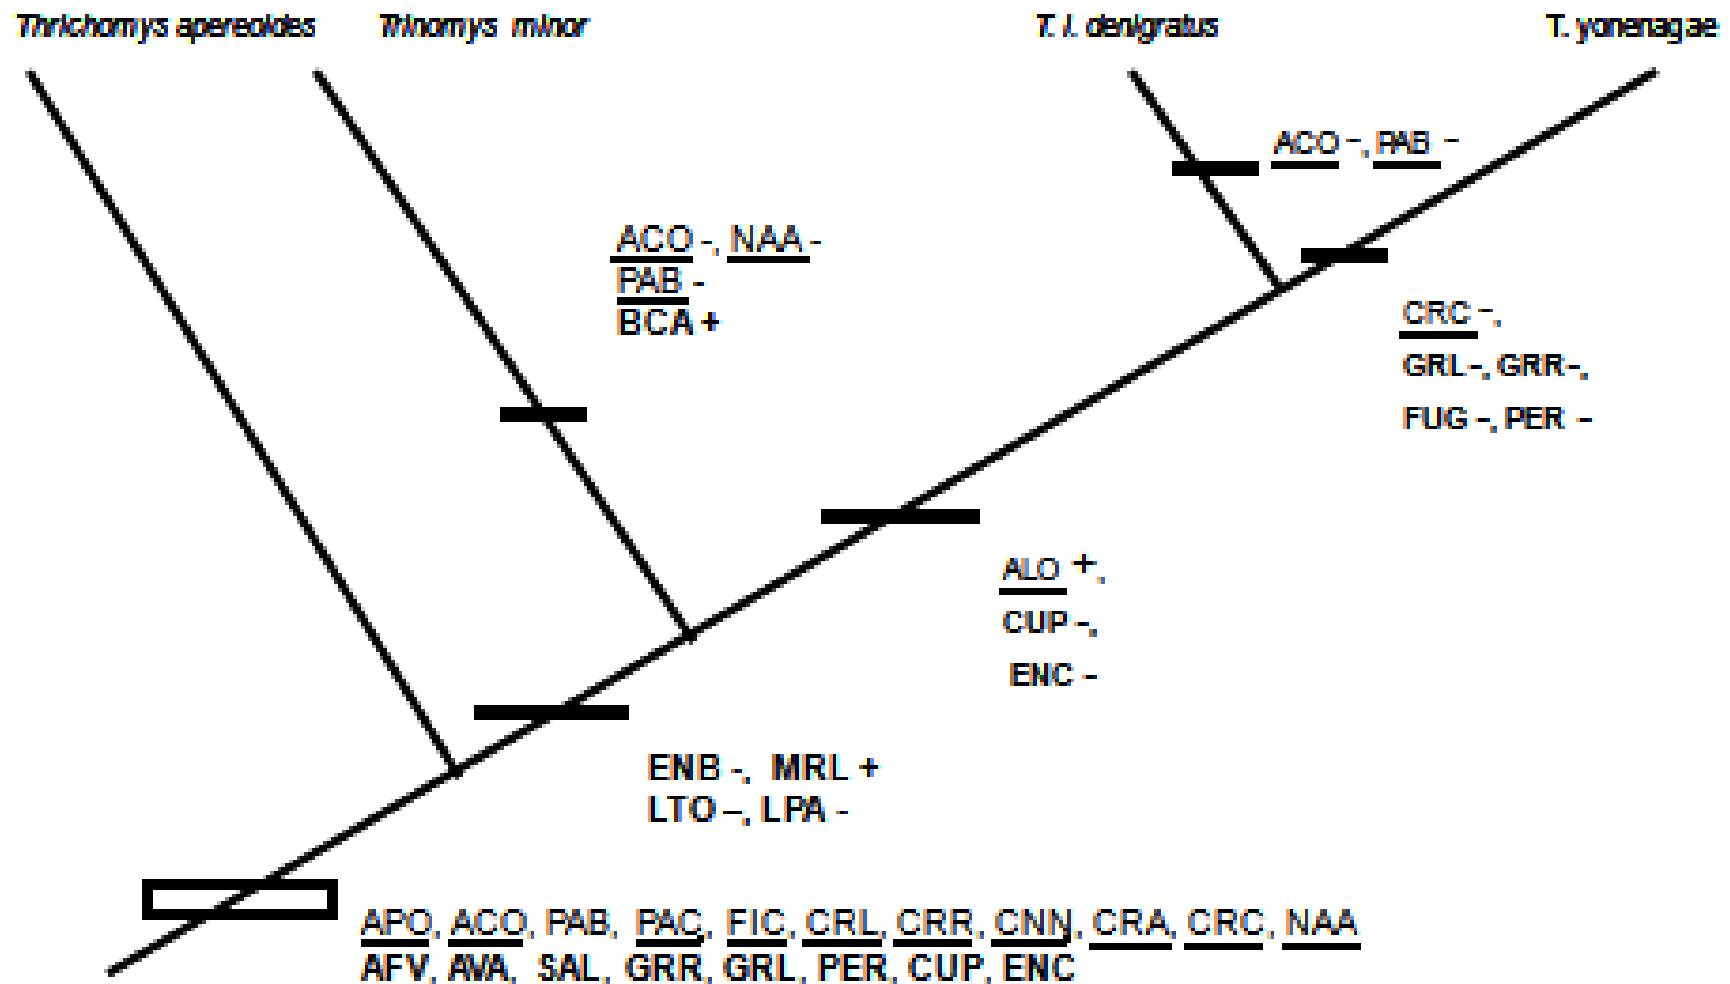 Thrichomys apereoides
Trinomys minor
T. i. denigratus
T. yonenagae
ACO -, PAB -
ACO -, NAA -
PAB -
BCA +
CRC -,
GRL -, GRR -,
FUG -, PER -
ALO +,
CUP -,
ENC -
ENB -, MRL +
LTO –, LPA -
APO, ACO, PAB, PAC, FIC, CRL, CRR, CNN, CRA, CRC, NAA
AFV, AVA, SAL, GRR, GRL, PER, CUP, ENC